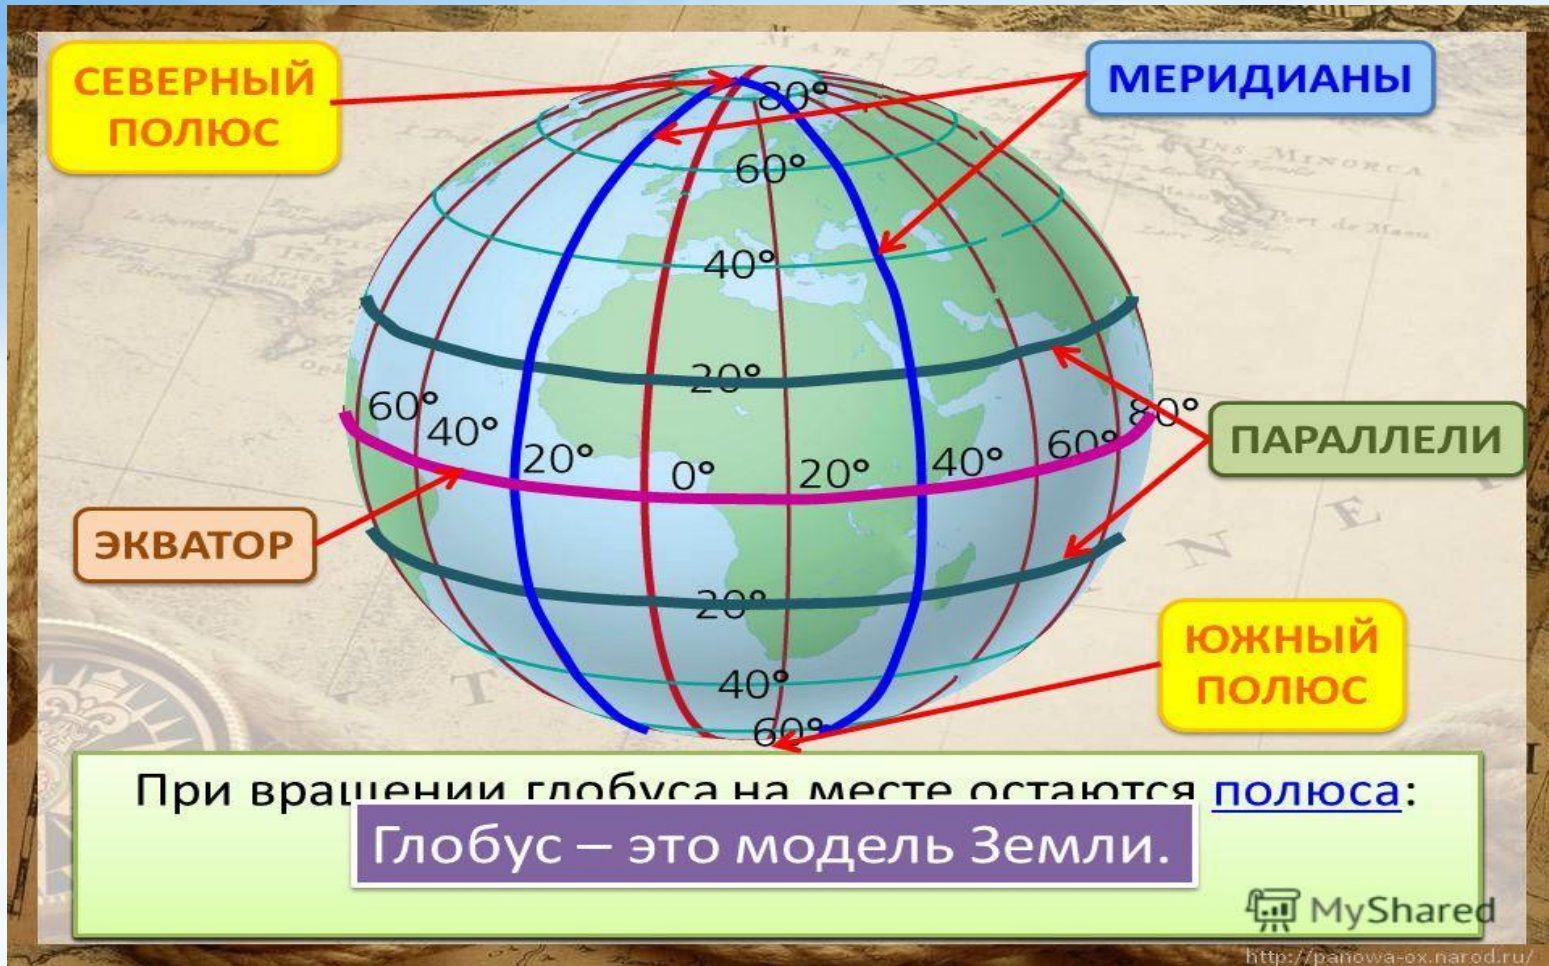 СЕВЕРНЫЙ
ПОЛЮС
МЕРИДИАНЫ
80°
60°
40°
20°
60°
40°
20°
0°
20°
40°
60°
80°
ПАРАЛЛЕЛИ
ЭКВАТОР
20°
40°
60°
ЮЖНЫЙ
ПОЛЮС
При вращении глобуса на месте остаются полюса:
Глобус – это модель Земли.
MyShared
http://panowa-ox.narod.ru/